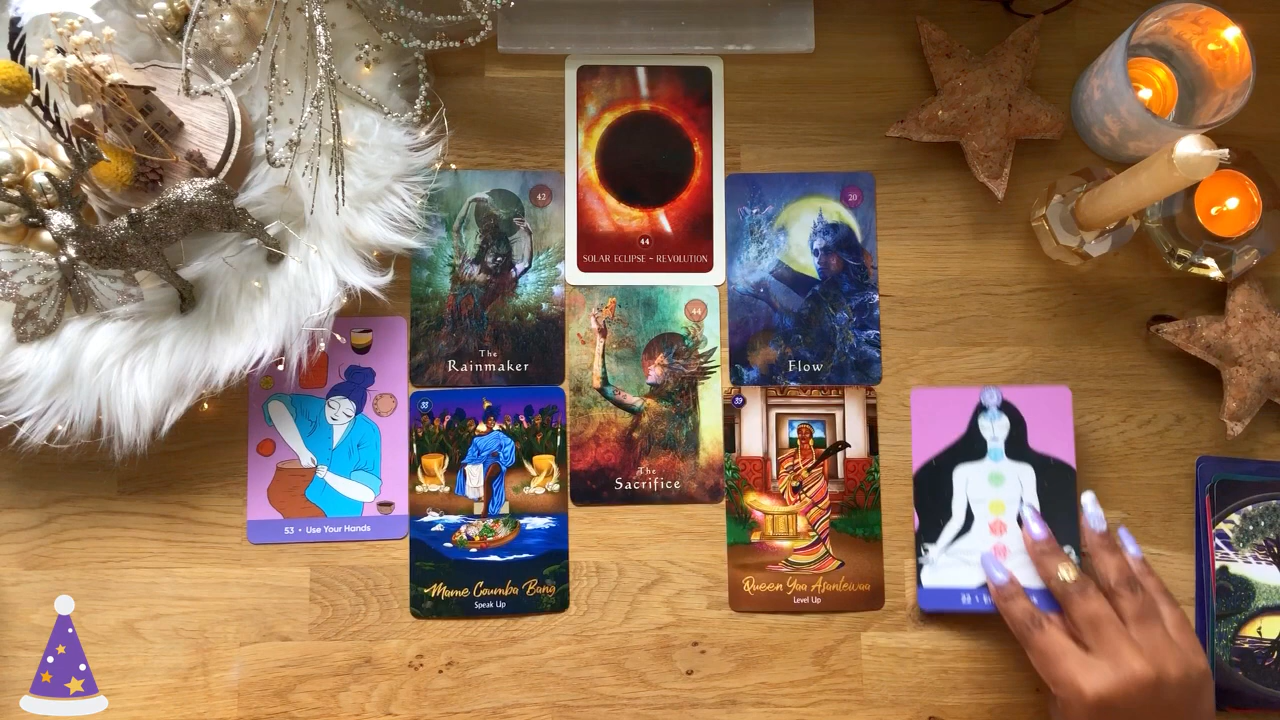 42
The
Rainmaker
44
SOLAR ECLIPSE – REVOLUTION
20
Flow
44
The
Sacrifice
53 • Use Your Hands
33
Mame Coumba Bang
Speak Up
39
Queen Yaa Asantewaa
Level Up